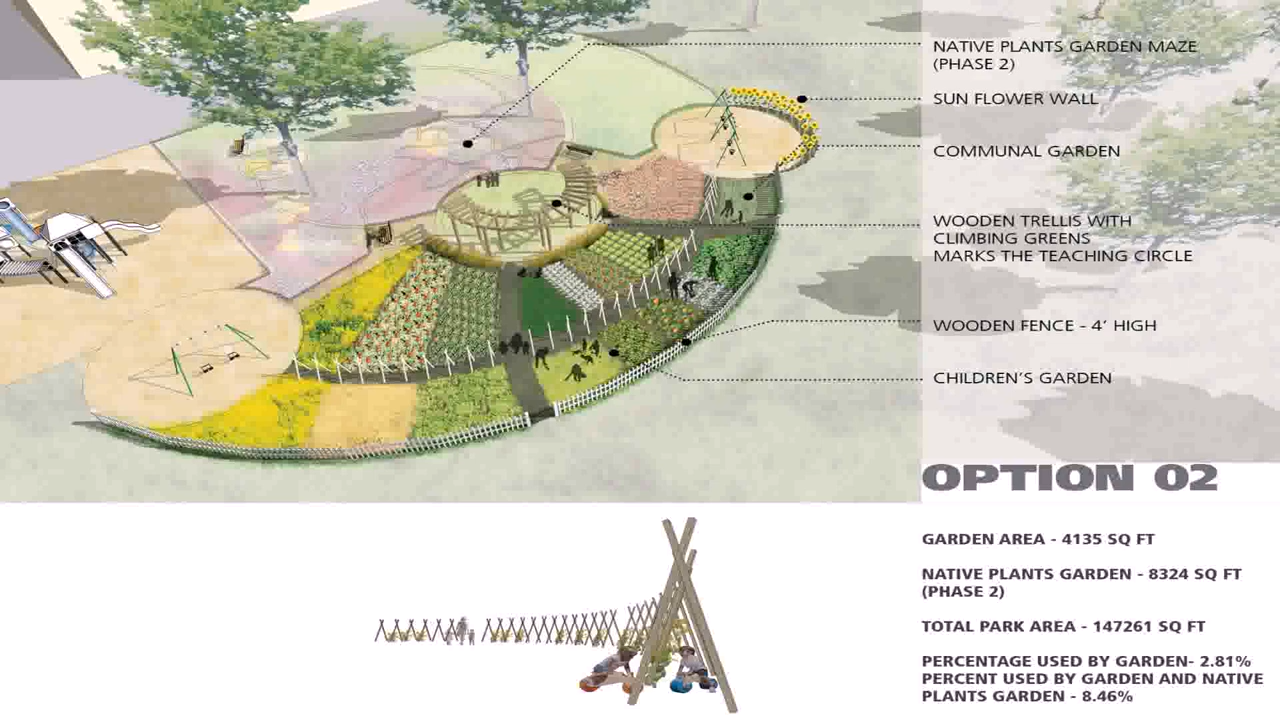 NATIVE PLANTS GARDEN MAZE
(PHASE 2)
SUN FLOWER WALL
COMMUNAL GARDEN
WOODEN TRELLIS WITH
CLIMBING GREENS
MARKS THE TEACHING CIRCLE
WOODEN FENCE - 4’ HIGH
CHILDREN’S GARDEN
OPTION 02
GARDEN AREA - 4135 SQ FT
NATIVE PLANTS GARDEN - 8324 SQ FT
(PHASE 2)
TOTAL PARK AREA - 147261 SQ FT
PERCENTAGE USED BY GARDEN- 2.81%
PERCENT USED BY GARDEN AND NATIVE
PLANTS GARDEN - 8.46%